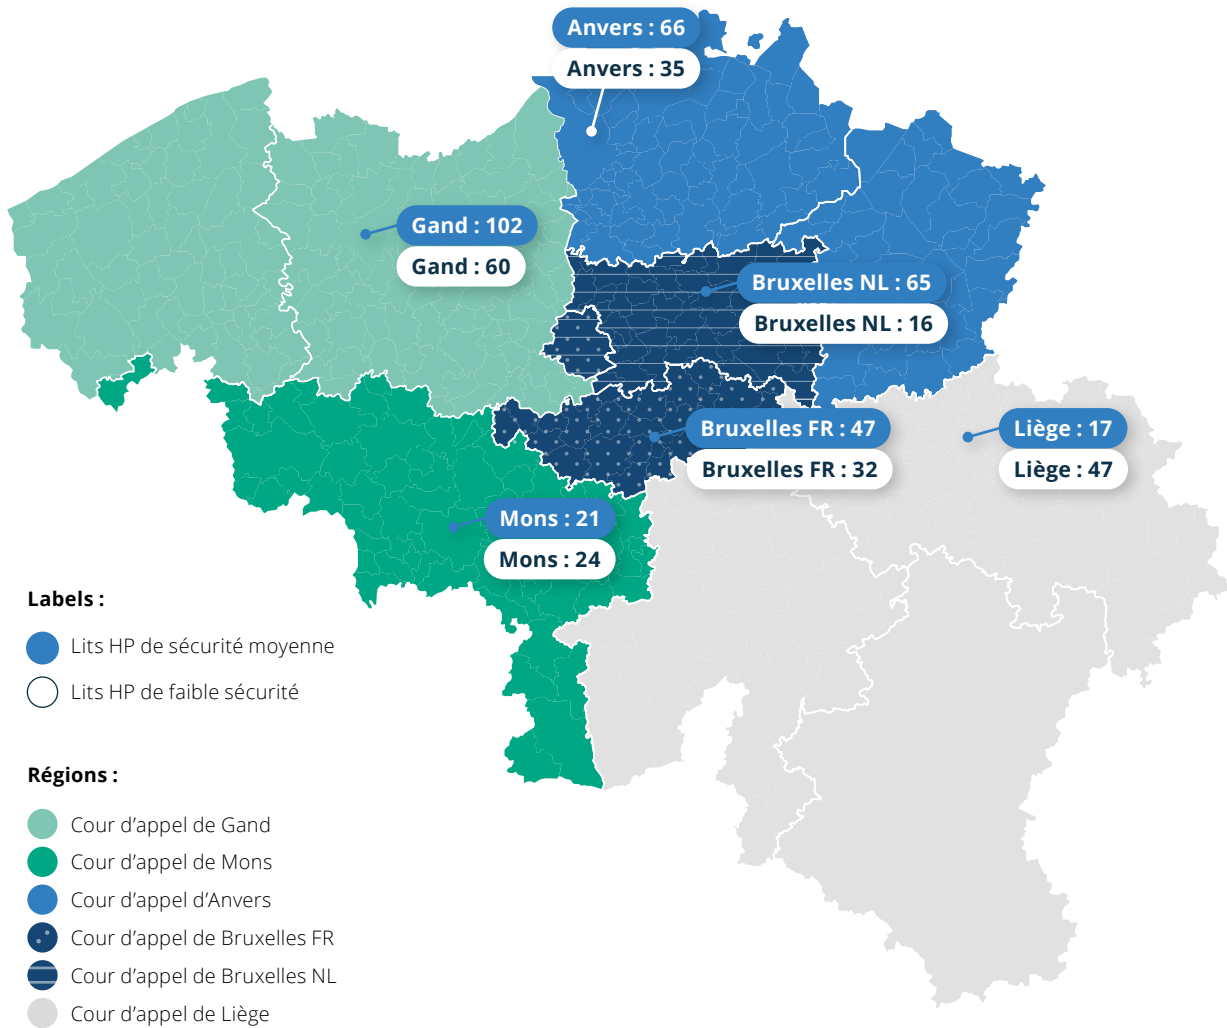 Anvers : 66
Anvers : 35
Gand : 102
Gand : 60
Bruxelles NL : 65
Bruxelles NL : 16
Bruxelles FR : 47
Bruxelles FR : 32
Liège : 17
Liège : 47
Mons : 21
Mons : 24
Labels :
Lits HP de sécurité moyenne
Lits HP de faible sécurité
Régions :
Cour d’appel de Gand
Cour d’appel de Mons
Cour d’appel d’Anvers
Cour d’appel de Bruxelles FR
Cour d’appel de Bruxelles NL
Cour d’appel de Liège